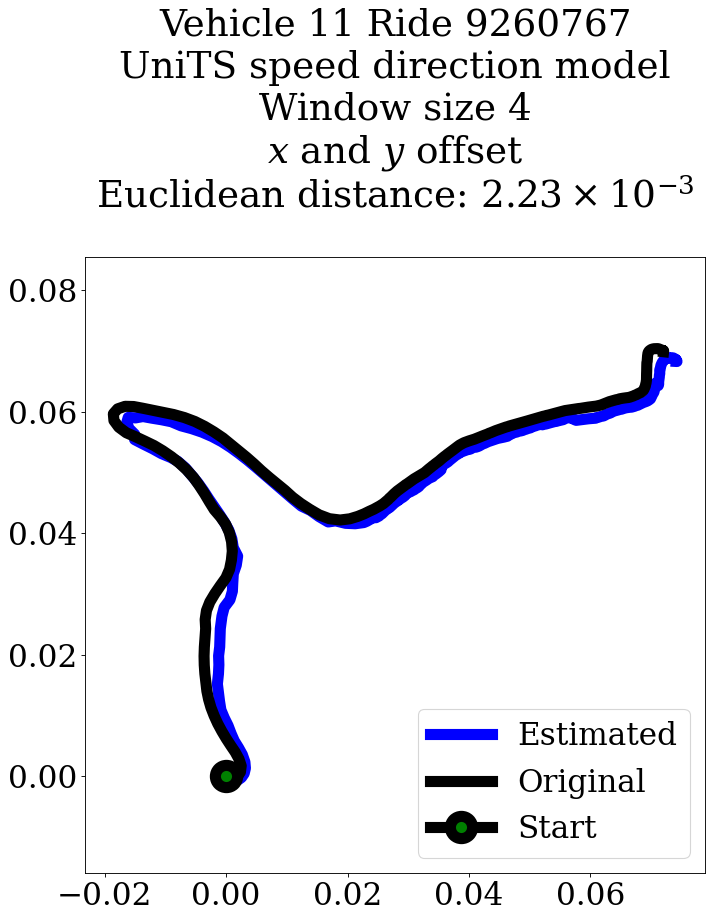 Vehicle 11 Ride 9260767
UniTS speed direction model
Window size 4
x and y offset
Euclidean distance: 2.23 × 10⁻³
0.08
0.06
0.04
0.02
0.00
−0.02 0.00 0.02 0.04 0.06
Estimated
Original
Start